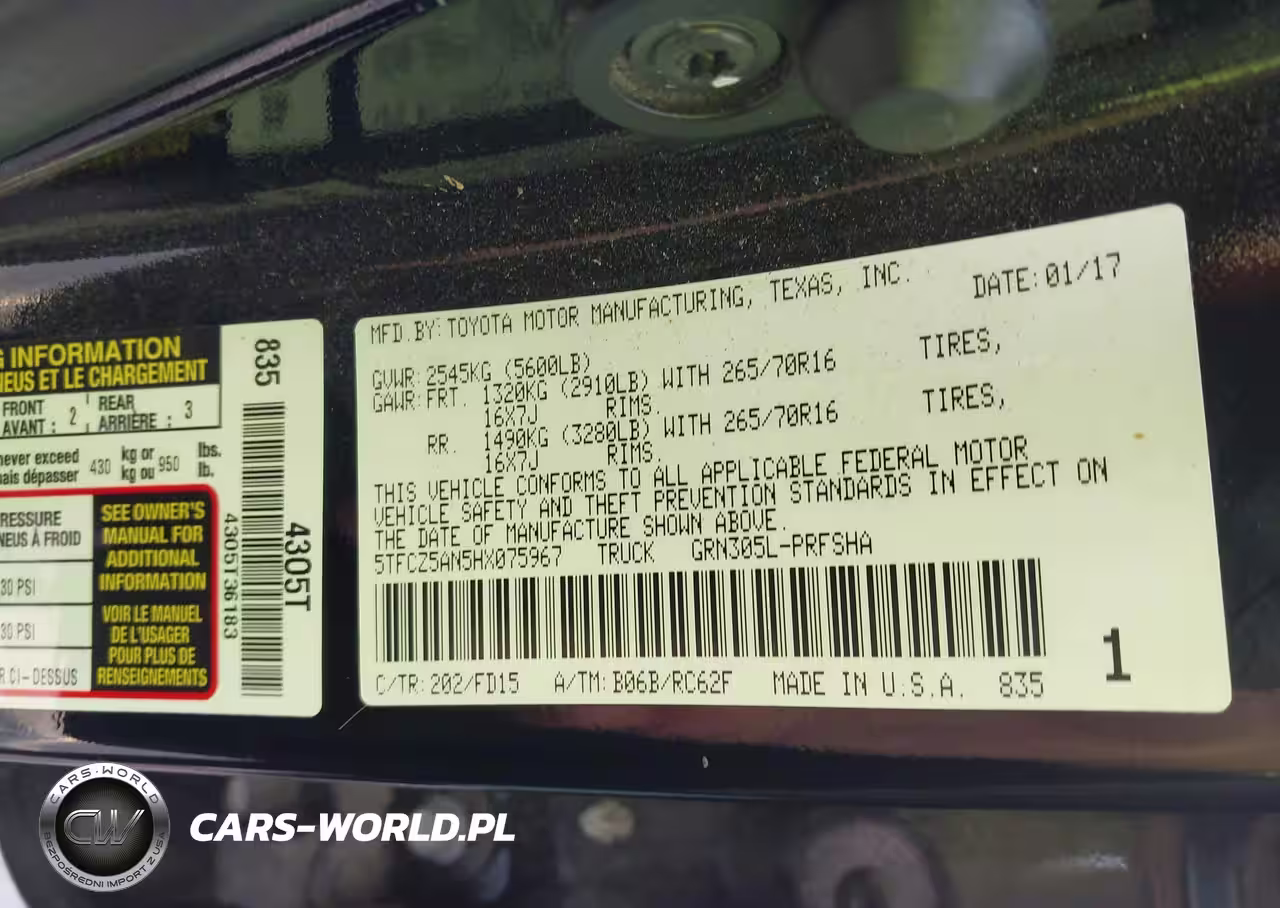 G INFORMATION
NEUS ET LE CHARGEMENT
FRONT
AVANT : 2
REAR
ARRIÈRE : 3
never exceed
mais dépasser 430 kg or
kg ou 950 lbs.
lb.
RESSURE
NEUS À FROID
30 PSI
30 PSI
R CI-DESSUS
SEE OWNER'S
MANUAL FOR
ADDITIONAL
INFORMATION
VOIR LE MANUEL
DE L'USAGER
POUR PLUS DE
RENSEIGNEMENTS
835
4305T36183
4305T
MFD.BY:TOYOTA MOTOR MANUFACTURING, TEXAS, INC. DATE:01/17
GVWR:2545KG (5600LB)
GAWR:FRT. 1320KG (2910LB) WITH 265/70R16 TIRES,
16X7J RIMS.
RR. 1490KG (3280LB) WITH 265/70R16 TIRES,
16X7J RIMS.
THIS VEHICLE CONFORMS TO ALL APPLICABLE FEDERAL MOTOR
VEHICLE SAFETY AND THEFT PREVENTION STANDARDS IN EFFECT ON
THE DATE OF MANUFACTURE SHOWN ABOVE.
5TFCZ5AN5HX075967 TRUCK GRN305L-PRFSHA
C/TR:202/FD15 A/TM:B06B/RC62F MADE IN U.S.A. 835
1
CARS-WORLD
CW
BEZPOŚREDNI IMPORT Z USA
CARS-WORLD.PL